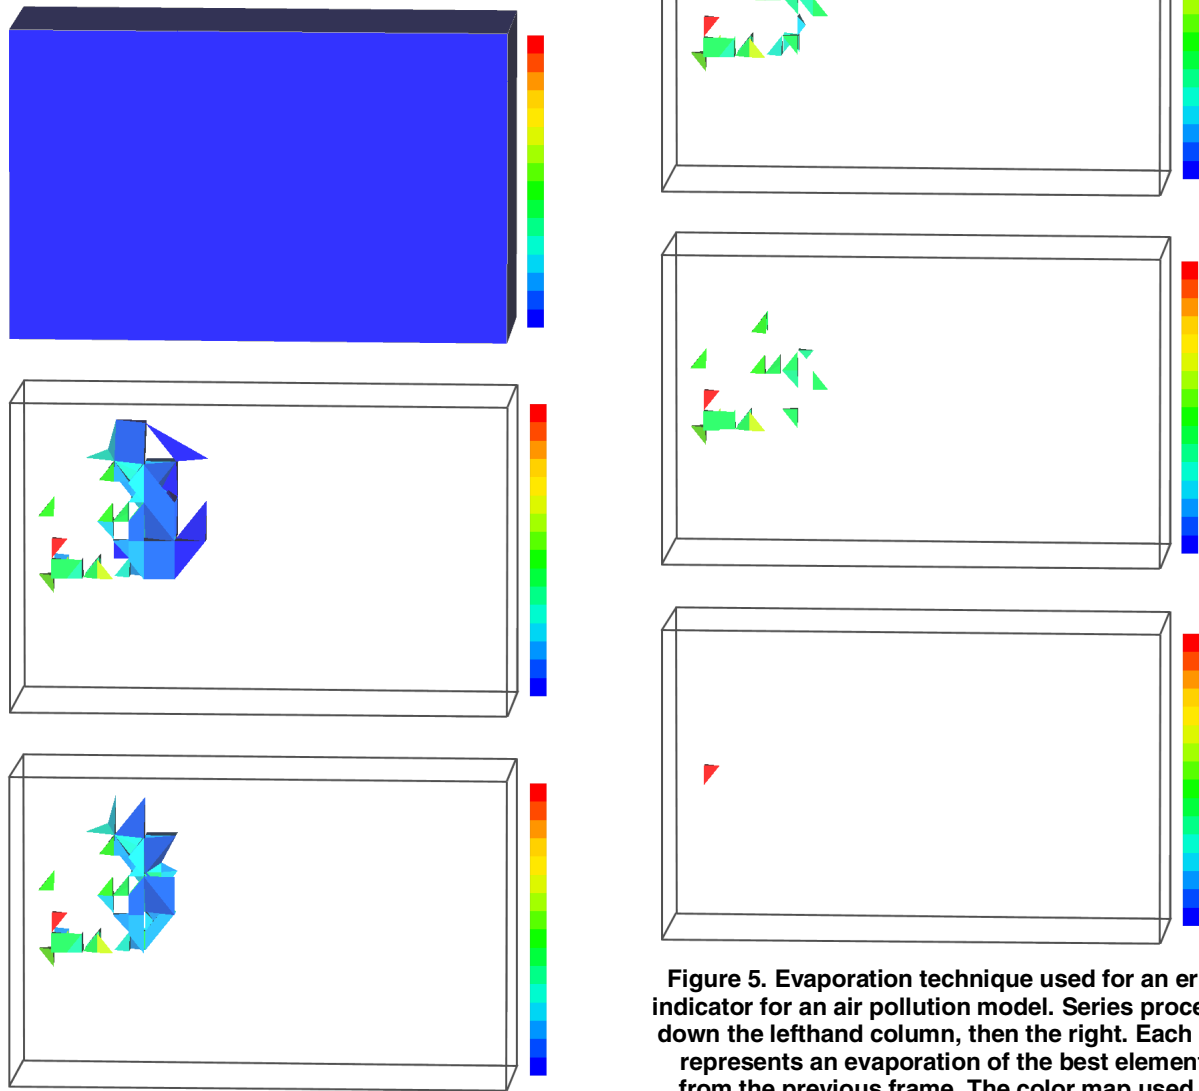 Figure 5. Evaporation technique used for an er
indicator for an air pollution model. Series proce
down the lefthand column, then the right. Each
represents an evaporation of the best element
from the previous frame. The color map used